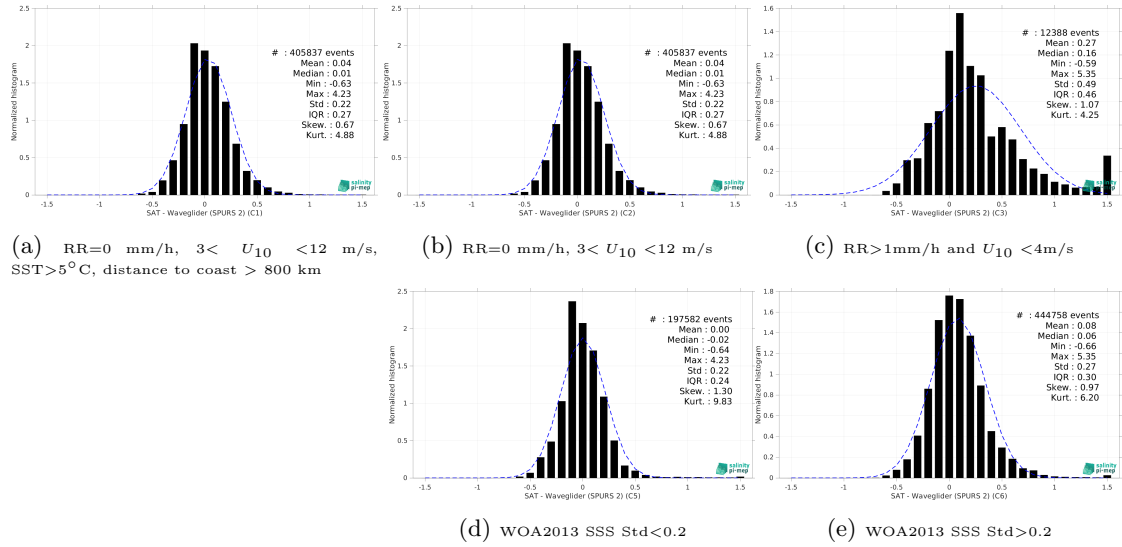 2.5
2
1.5
1
0.5
0
Normalized histogram
# : 405837 events
Mean : 0.04
Median : 0.01
Min : -0.63
Max : 4.23
Std : 0.22
IQR : 0.27
Skew. : 0.67
Kurt. : 4.88
salinity
pi-mep
-1.5 -1 -0.5 0 0.5 1 1.5
SAT - Waveglider (SPURS 2) (C1)
(a) RR=0 mm/h, 3< U10 <12 m/s,
SST>5°C, distance to coast > 800 km
2.5
2
1.5
1
0.5
0
Normalized histogram
# : 405837 events
Mean : 0.04
Median : 0.01
Min : -0.63
Max : 4.23
Std : 0.22
IQR : 0.27
Skew. : 0.67
Kurt. : 4.88
salinity
pi-mep
-1.5 -1 -0.5 0 0.5 1 1.5
SAT - Waveglider (SPURS 2) (C2)
(b) RR=0 mm/h, 3< U10 <12 m/s
1.6
1.4
1.2
1
0.8
0.6
0.4
0.2
0
Normalized histogram
# : 12388 events
Mean : 0.27
Median : 0.16
Min : -0.59
Max : 5.35
Std : 0.49
IQR : 0.46
Skew. : 1.07
Kurt. : 4.25
salinity
pi-mep
-1.5 -1 -0.5 0 0.5 1 1.5
SAT - Waveglider (SPURS 2) (C3)
(c) RR>1mm/h and U10 <4m/s
2.5
2
1.5
1
0.5
0
Normalized histogram
# : 197582 events
Mean : 0.00
Median : -0.02
Min : -0.64
Max : 4.23
Std : 0.22
IQR : 0.24
Skew. : 1.30
Kurt. : 9.83
salinity
pi-mep
-1.5 -1 -0.5 0 0.5 1 1.5
SAT - Waveglider (SPURS 2) (C5)
(d) WOA2013 SSS Std<0.2
1.8
1.6
1.4
1.2
1
0.8
0.6
0.4
0.2
0
Normalized histogram
# : 444758 events
Mean : 0.08
Median : 0.06
Min : -0.66
Max : 5.35
Std : 0.27
IQR : 0.30
Skew. : 0.97
Kurt. : 6.20
salinity
pi-mep
-1.5 -1 -0.5 0 0.5 1 1.5
SAT - Waveglider (SPURS 2) (C6)
(e) WOA2013 SSS Std>0.2